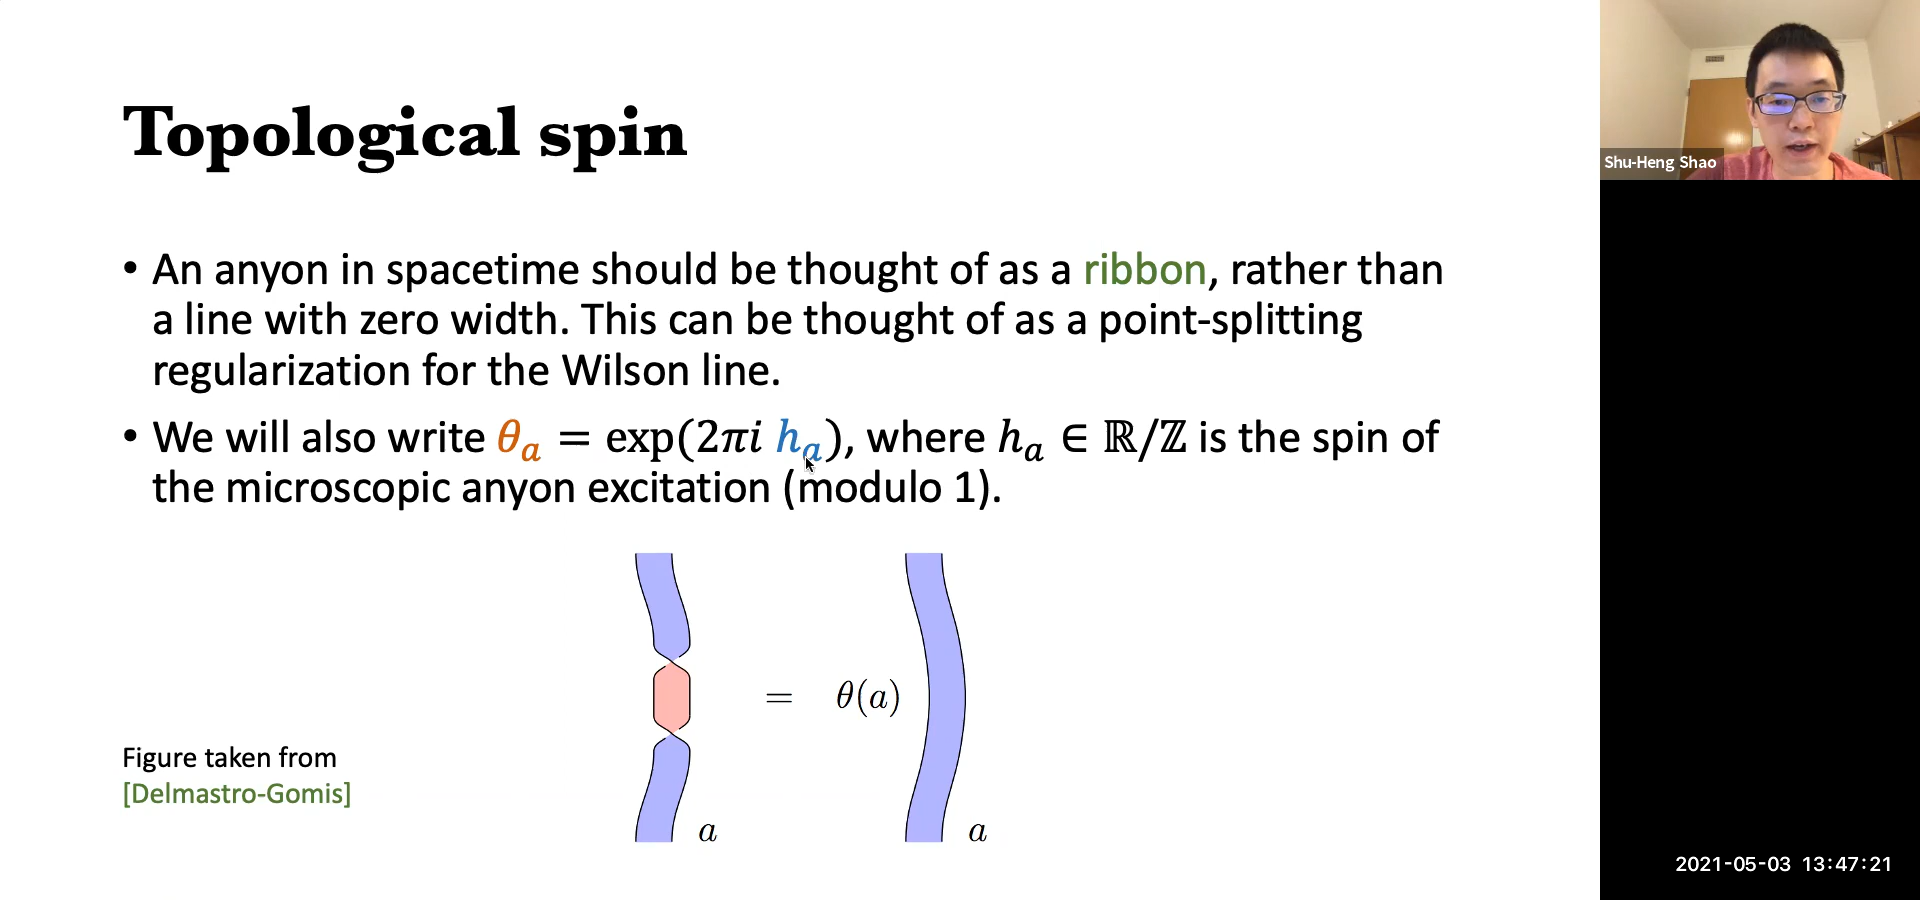 Topological spin
• An anyon in spacetime should be thought of as a ribbon, rather than
a line with zero width. This can be thought of as a point-splitting
regularization for the Wilson line.
• We will also write θₐ = exp(2πi hₐ), where hₐ ∈ ℝ/ℤ is the spin of
the microscopic anyon excitation (modulo 1).
= θ(a)
a a
Figure taken from
[Delmastro-Gomis]
Shu-Heng Shao
2021-05-03 13:47:21